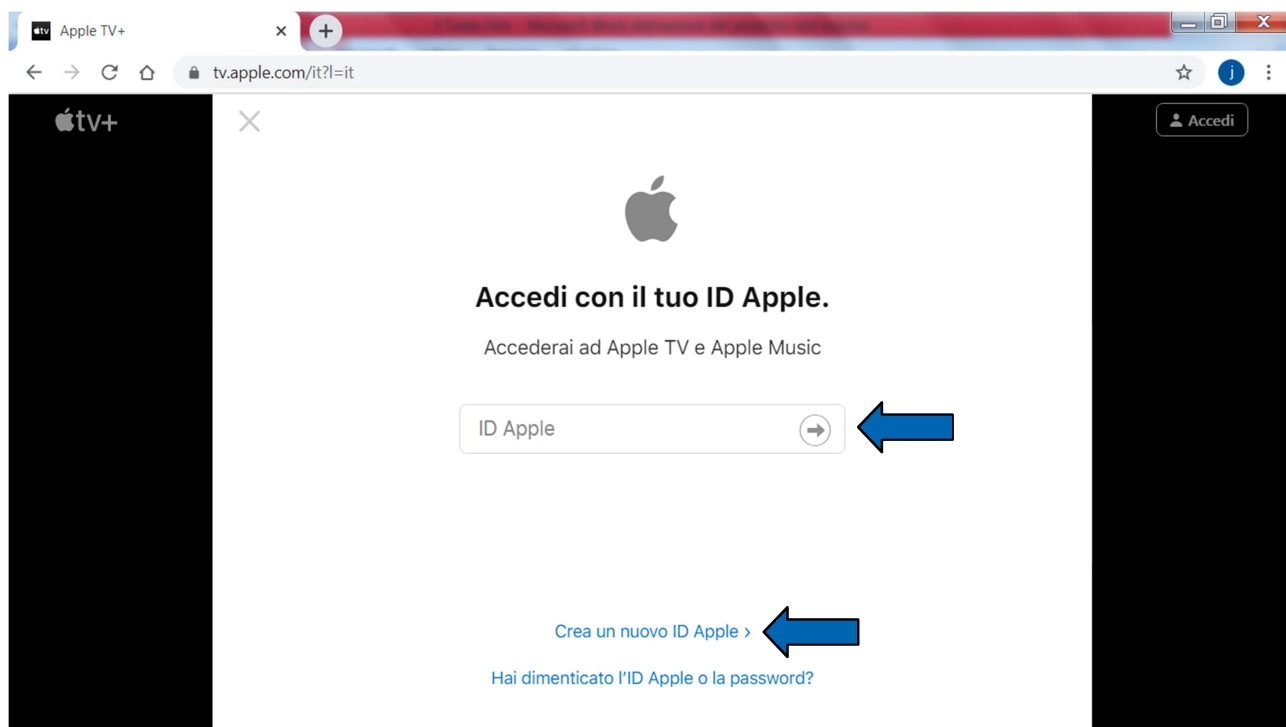 tv
Apple TV+
tv.apple.com/it?l=it
j
tv+
Accedi
Accedi con il tuo ID Apple.
Accederai ad Apple TV e Apple Music
ID Apple
Crea un nuovo ID Apple >
Hai dimenticato l'ID Apple o la password?